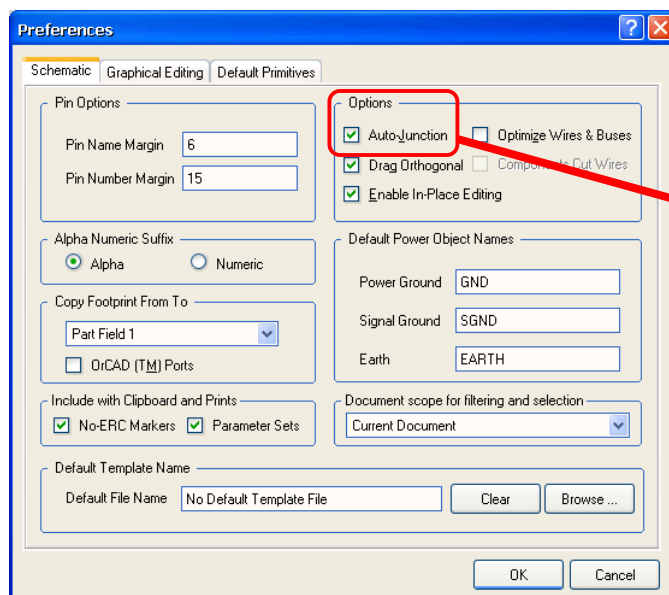 Preferences
Schematic Graphical Editing Default Primitives
Pin Options
Pin Name Margin 6
Pin Number Margin 15
Options
Auto-Junction Optimize Wires & Buses
Drag Orthogonal Components Cut Wires
Enable In-Place Editing
Alpha Numeric Suffix
Alpha Numeric
Default Power Object Names
Power Ground GND
Signal Ground SGND
Earth EARTH
Copy Footprint From To
Part Field 1
OrCAD (TM) Ports
Include with Clipboard and Prints
No-ERC Markers Parameter Sets
Document scope for filtering and selection
Current Document
Default Template Name
Default File Name No Default Template File Clear Browse ...
OK Cancel